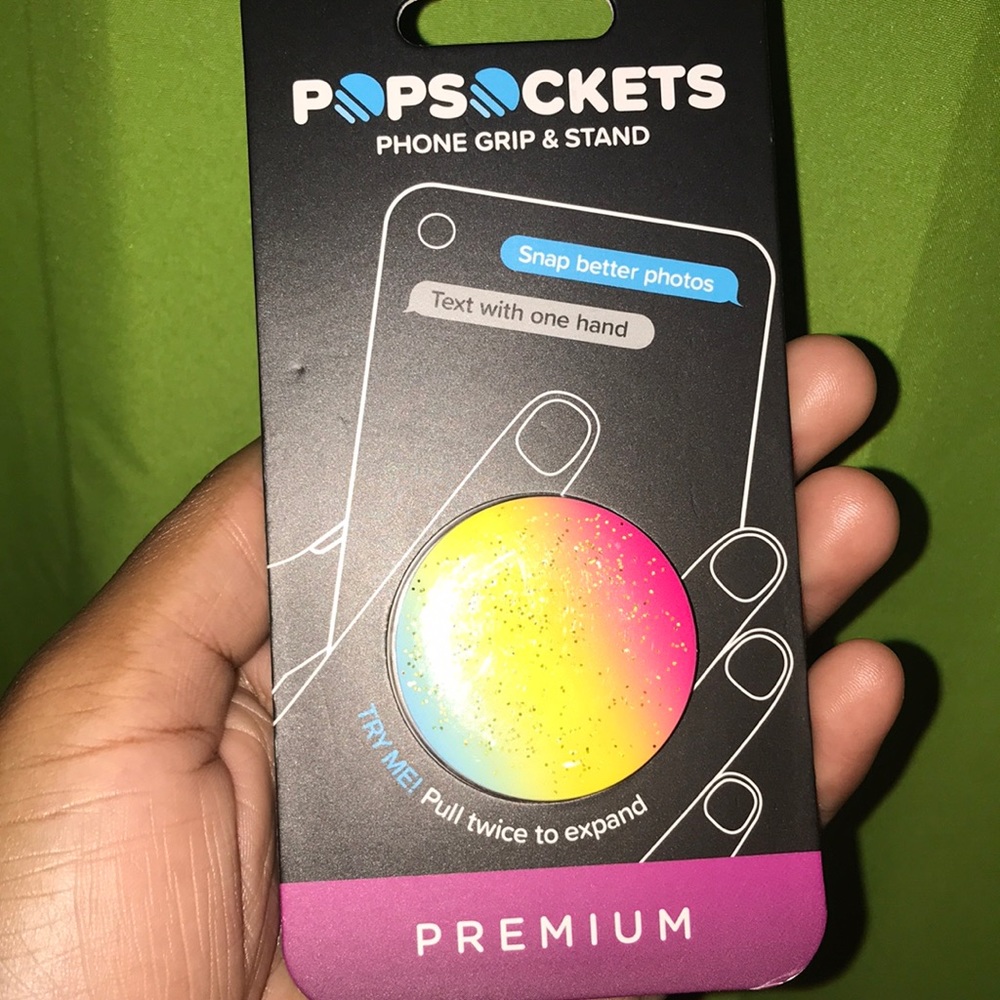 POPSOCKETS
PHONE GRIP & STAND
Snap better photos
Text with one hand
TRY ME! Pull twice to expand
PREMIUM